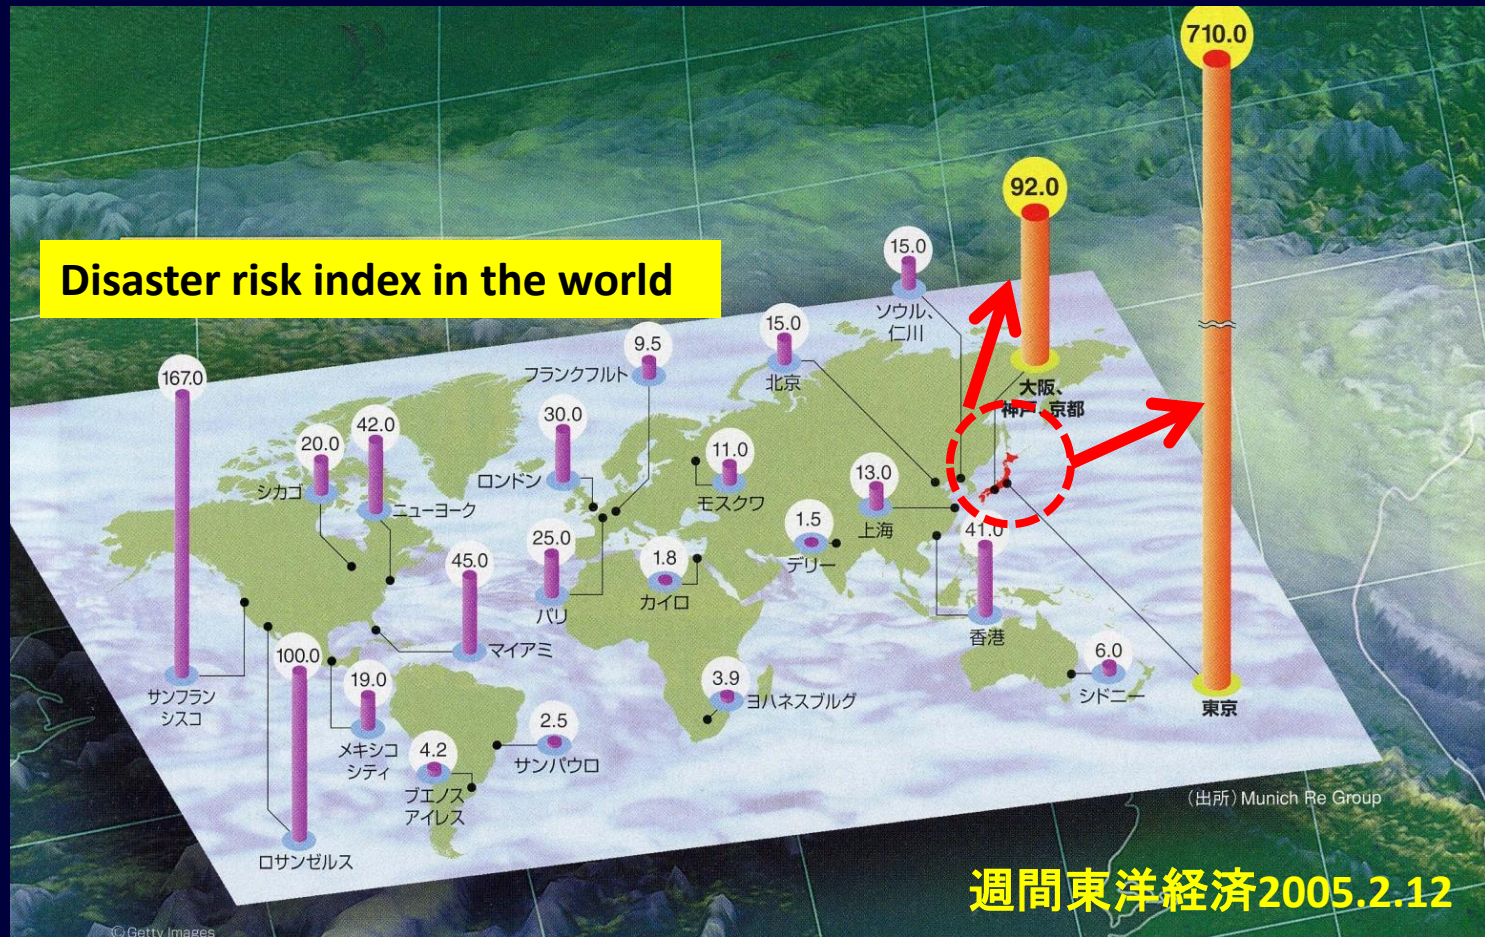 710.0
92.0
Disaster risk index in the world
15.0
ソウル、
仁川
15.0
北京
大阪、
神戸、京都
9.5
フランクフルト
167.0
サンフラン
シスコ
20.0
シカゴ
42.0
ニューヨーク
30.0
ロンドン
11.0
モスクワ
13.0
上海
1.5
デリー
41.0
香港
25.0
パリ
1.8
カイロ
45.0
マイアミ
100.0
ロサンゼルス
19.0
メキシコ
シティ
4.2
ブエノス
アイレス
2.5
サンパウロ
3.9
ヨハネスブルグ
6.0
シドニー
東京
(出所)Munich Re Group
週間東洋経済2005.2.12
©Getty Images